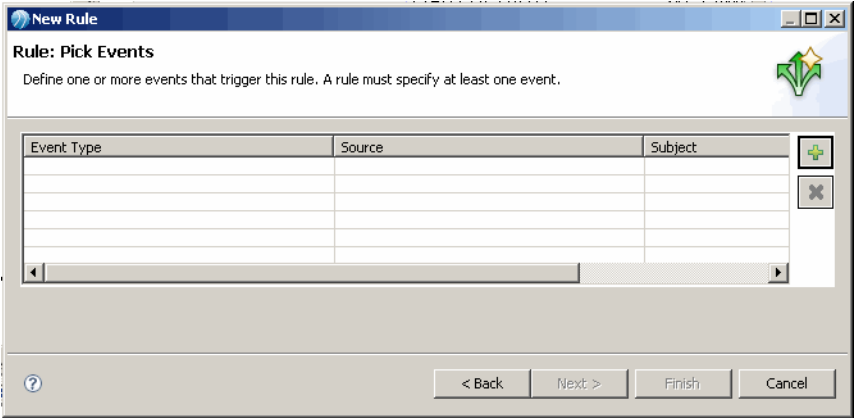 New Rule
Rule: Pick Events
Define one or more events that trigger this rule. A rule must specify at least one event.
Event Type Source Subject
< Back Next > Finish Cancel